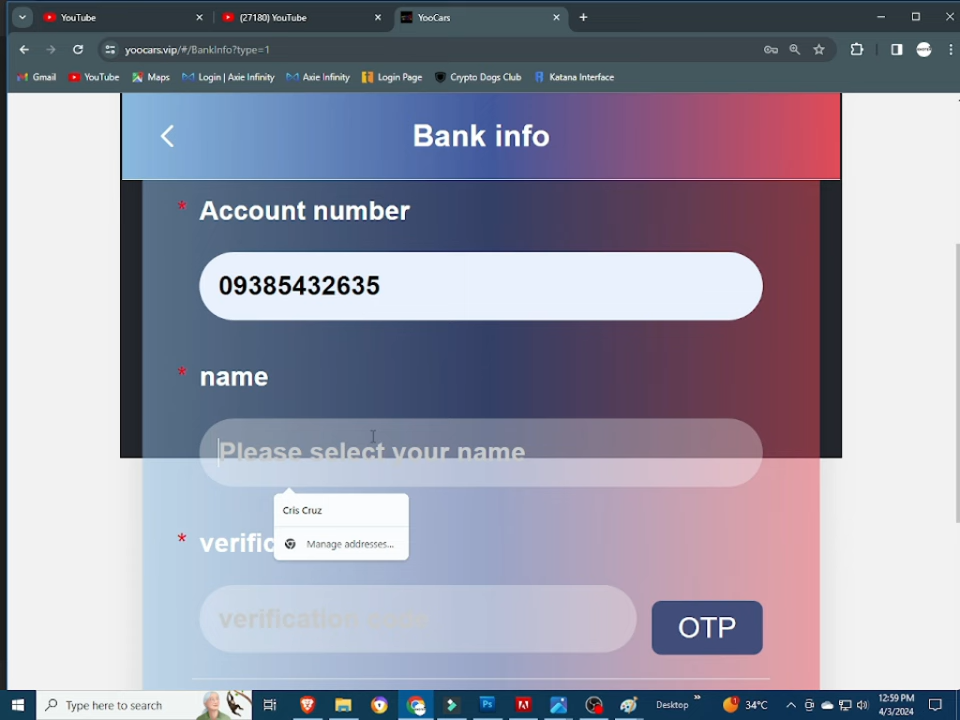 YouTube
(27180) YouTube
YooCars
yoocars.vip/#/BankInfo?type=1
Gmail
YouTube
Maps
Login | Axie Infinity
Axie Infinity
Login Page
Crypto Dogs Club
Katana Interface
Bank info
* Account number
09385432635
* name
Please select your name
Cris Cruz
* verific
Manage addresses...
verification
OTP
Type here to search
Desktop
34°C
12:59 PM
4/3/2024